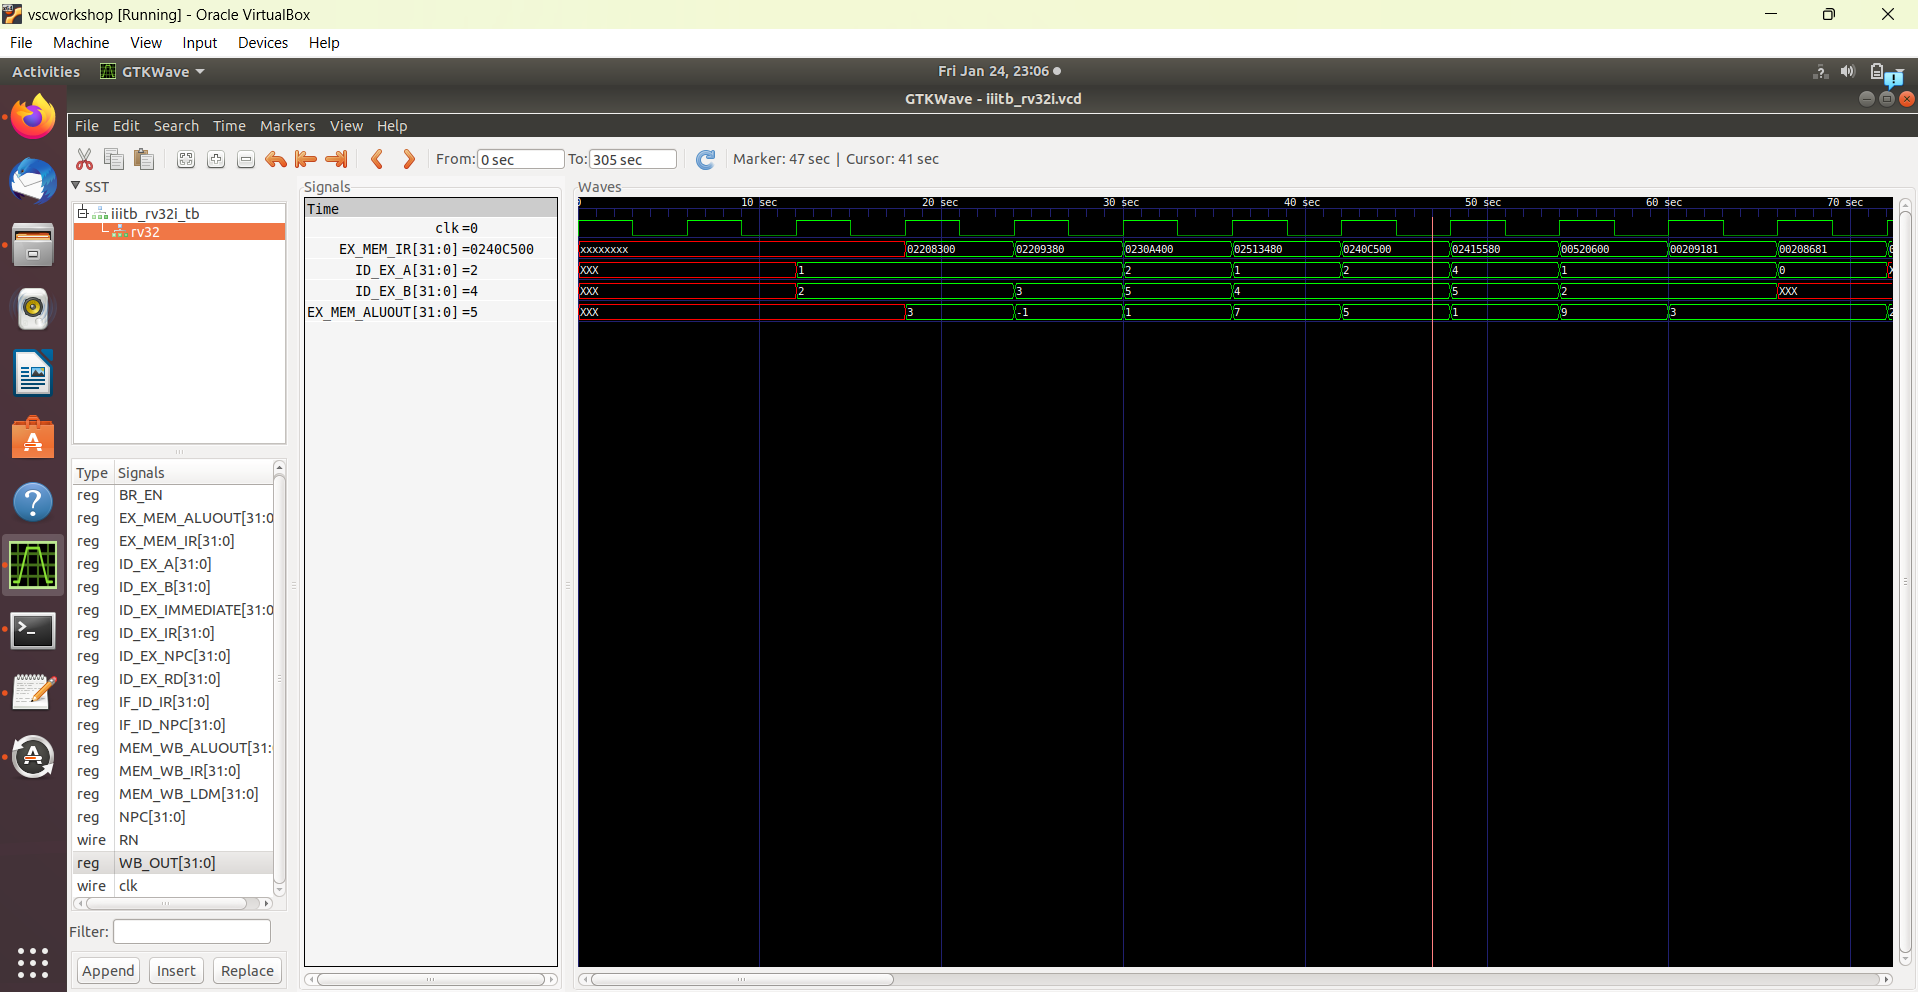 vscworkshop [Running] - Oracle VirtualBox
File Machine View Input Devices Help
Activities GTKWave Fri Jan 24, 23:06
GTKWave - iiitb_rv32i.vcd
File Edit Search Time Markers View Help
From: 0 sec To: 305 sec Marker: 47 sec | Cursor: 41 sec
SST
iiitb_rv32i_tb
rv32
Type Signals
reg BR_EN
reg EX_MEM_ALUOUT[31:0
reg EX_MEM_IR[31:0]
reg ID_EX_A[31:0]
reg ID_EX_B[31:0]
reg ID_EX_IMMEDIATE[31:0
reg ID_EX_IR[31:0]
reg ID_EX_NPC[31:0]
reg ID_EX_RD[31:0]
reg IF_ID_IR[31:0]
reg IF_ID_NPC[31:0]
reg MEM_WB_ALUOUT[31:
reg MEM_WB_IR[31:0]
reg MEM_WB_LDM[31:0]
reg NPC[31:0]
wire RN
reg WB_OUT[31:0]
wire clk
Filter:
Append Insert Replace
Signals
Time
clk=0
EX_MEM_IR[31:0]=0240C500
ID_EX_A[31:0]=2
ID_EX_B[31:0]=4
EX_MEM_ALUOUT[31:0]=5
Waves
0 10 sec 20 sec 30 sec 40 sec 50 sec 60 sec 70 sec
xxxxxxxx 02208300 02209380 0230A400 02513480 0240C500 02415580 00520600 00209181 00208681 0
XXX 1 2 1 2 4 1 0 X
XXX 2 3 5 4 5 2 XXX
XXX 3 -1 1 7 5 1 9 3 2